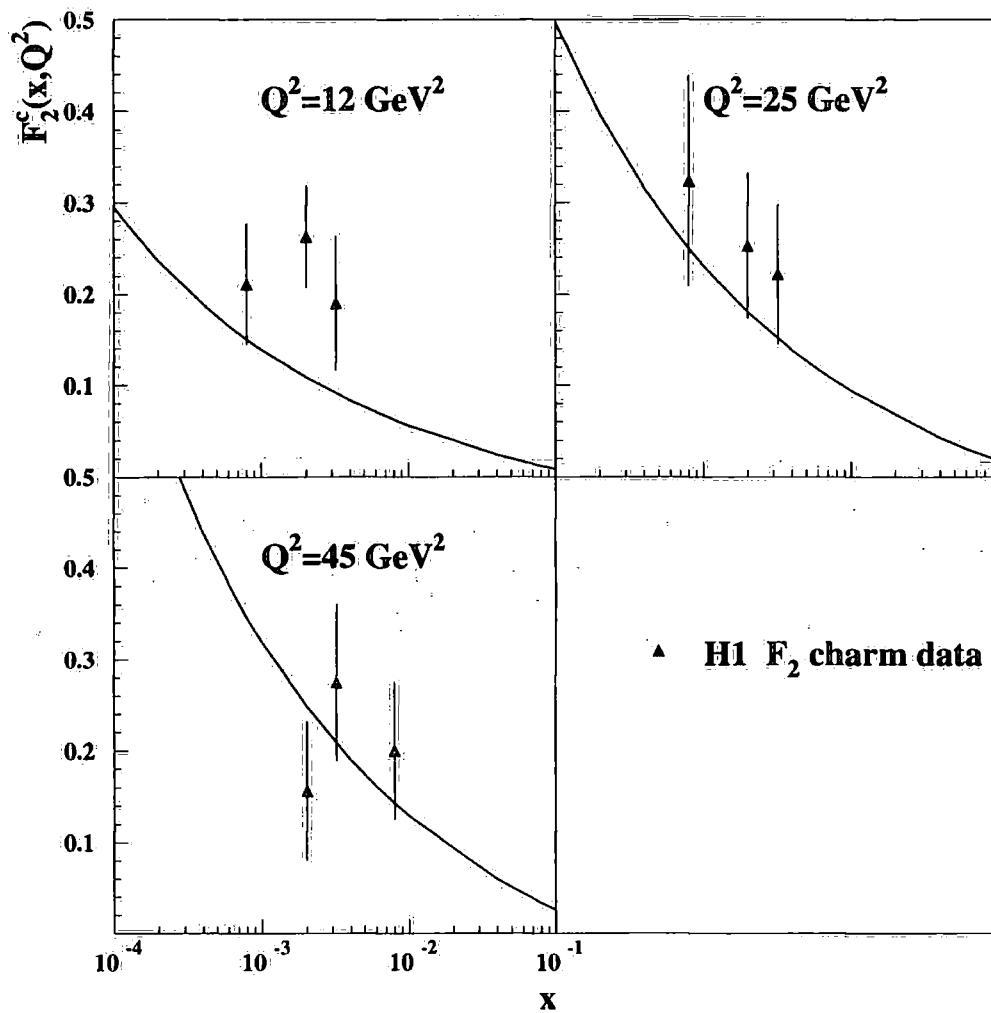 F₂ᶜ(x,Q²)
0.5
0.4
0.3
0.2
0.1
Q²=12 GeV²
Q²=25 GeV²
0.5
0.4
0.3
0.2
0.1
Q²=45 GeV²
▲ H1 F₂ charm data
10⁻⁴ 10⁻³ 10⁻² 10⁻¹
x